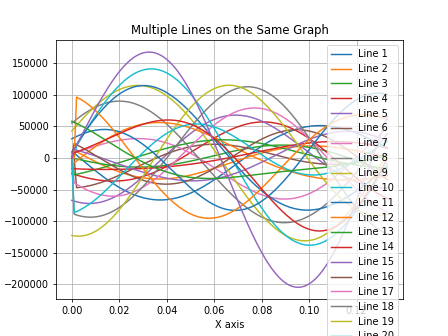 Multiple Lines on the Same Graph
150000
100000
50000
0
−50000
−100000
−150000
−200000
0.00
0.02
0.04
0.06
0.08
0.10
X axis
Line 1
Line 2
Line 3
Line 4
Line 5
Line 6
Line 7
Line 8
Line 9
Line 10
Line 11
Line 12
Line 13
Line 14
Line 15
Line 16
Line 17
Line 18
Line 19
Line 20